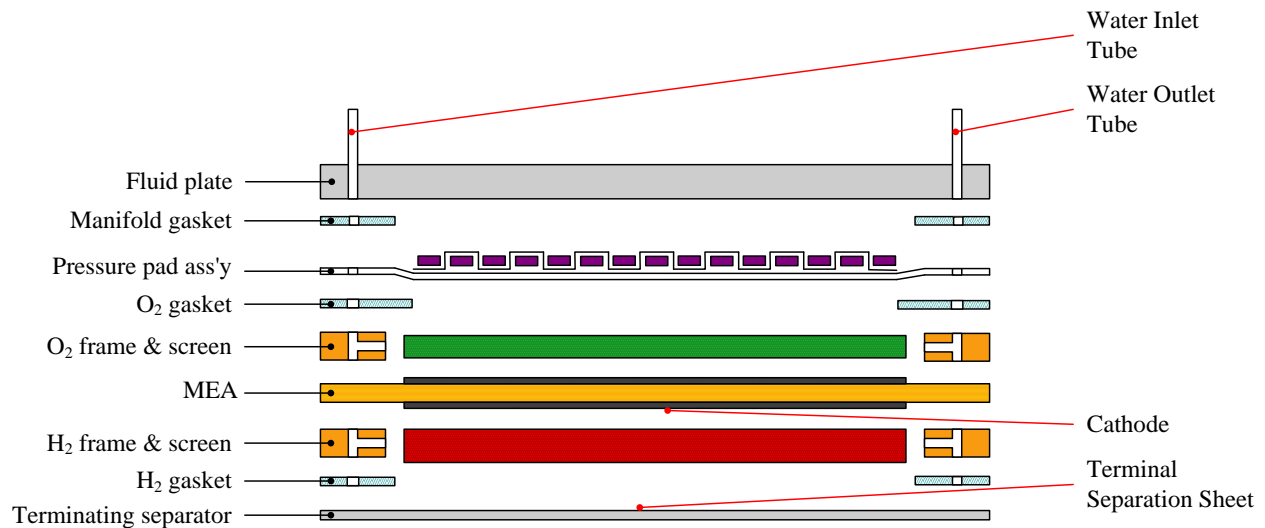 Water Inlet
Tube
Water Outlet
Tube
Fluid plate
Manifold gasket
Pressure pad ass'y
O₂ gasket
O₂ frame & screen
MEA
H₂ frame & screen
H₂ gasket
Terminating separator
Cathode
Terminal
Separation Sheet